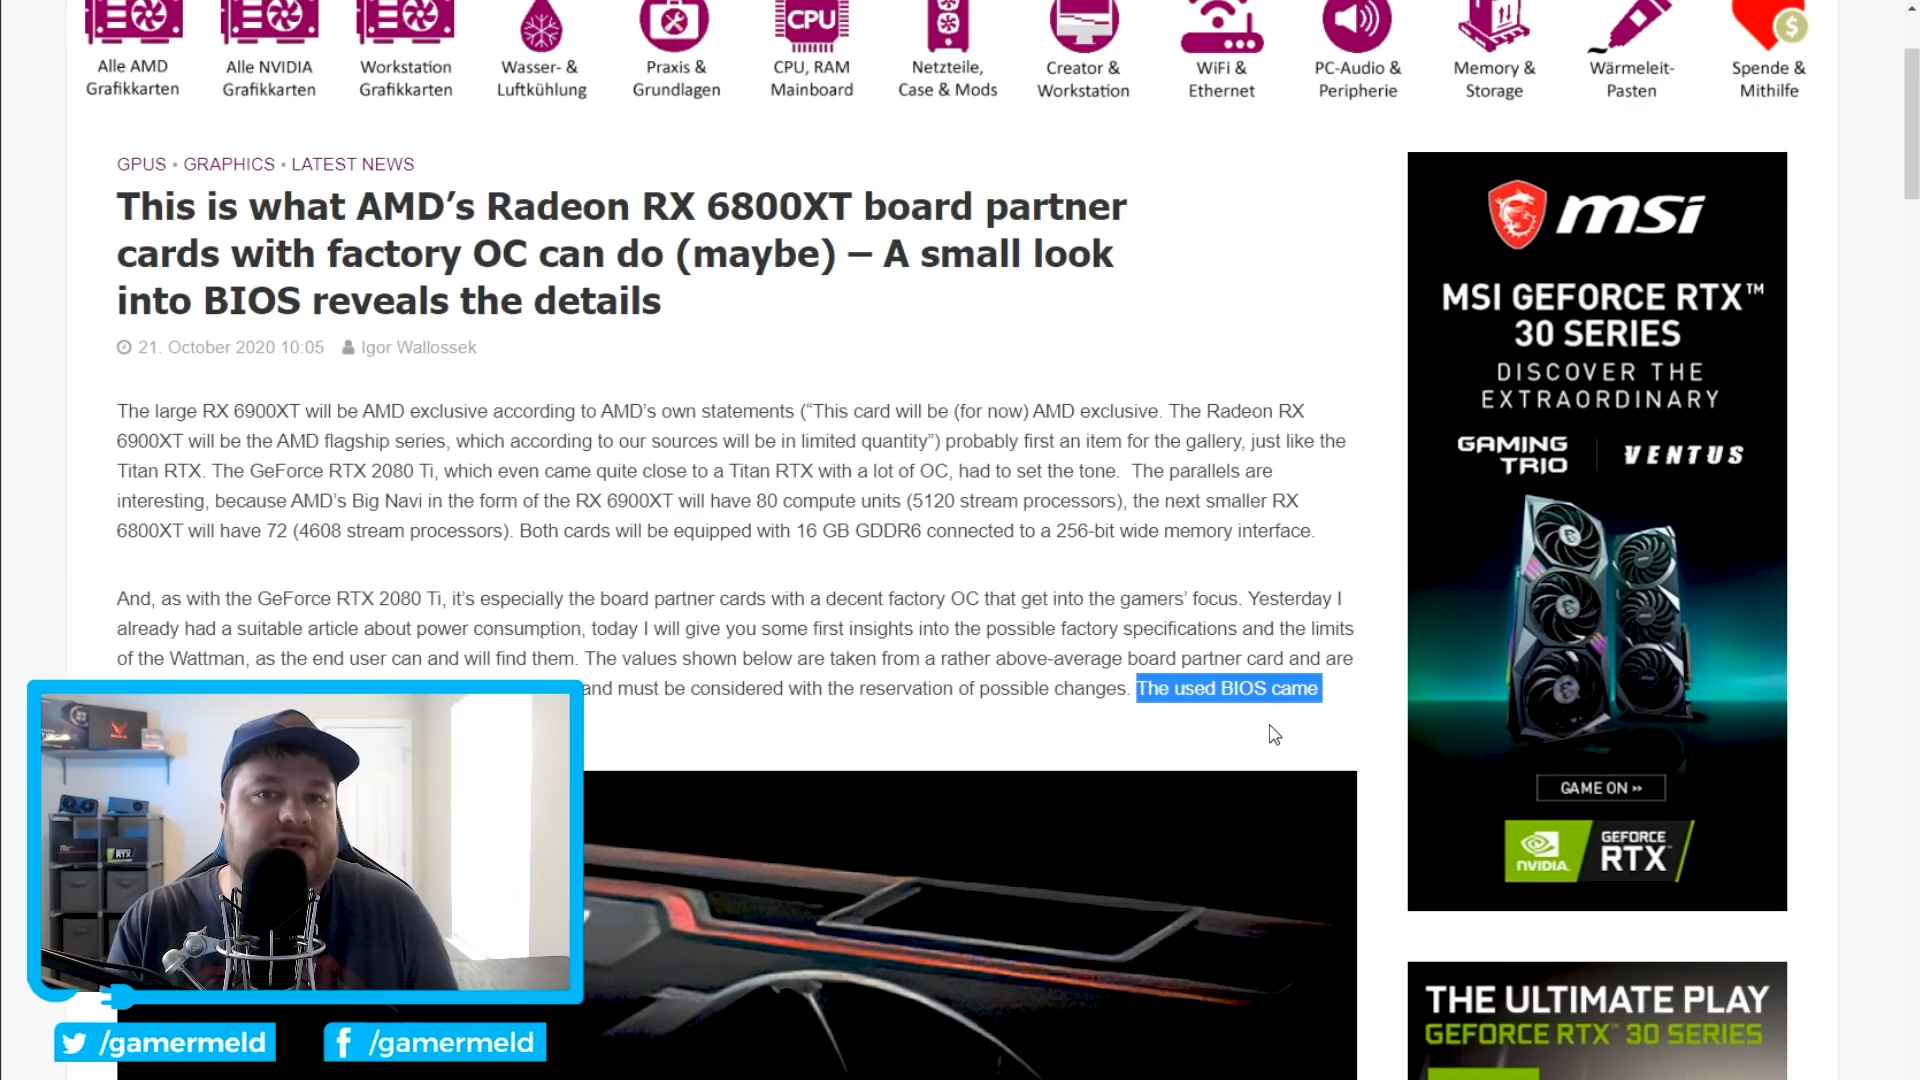 Alle AMD
Grafikkarten
Alle NVIDIA
Grafikkarten
Workstation
Grafikkarten
Wasser- &
Luftkühlung
Praxis &
Grundlagen
CPU
CPU, RAM
Mainboard
Netzteile,
Case & Mods
Creator &
Workstation
WiFi &
Ethernet
PC-Audio &
Peripherie
Memory &
Storage
Wärmeleit-
Pasten
$
Spende &
Mithilfe
GPUS • GRAPHICS • LATEST NEWS
This is what AMD’s Radeon RX 6800XT board partner
cards with factory OC can do (maybe) – A small look
into BIOS reveals the details
21. October 2020 10:05 Igor Wallossek
The large RX 6900XT will be AMD exclusive according to AMD’s own statements (“This card will be (for now) AMD exclusive. The Radeon RX
6900XT will be the AMD flagship series, which according to our sources will be in limited quantity”) probably first an item for the gallery, just like the
Titan RTX. The GeForce RTX 2080 Ti, which even came quite close to a Titan RTX with a lot of OC, had to set the tone. The parallels are
interesting, because AMD’s Big Navi in the form of the RX 6900XT will have 80 compute units (5120 stream processors), the next smaller RX
6800XT will have 72 (4608 stream processors). Both cards will be equipped with 16 GB GDDR6 connected to a 256-bit wide memory interface.
And, as with the GeForce RTX 2080 Ti, it’s especially the board partner cards with a decent factory OC that get into the gamers’ focus. Yesterday I
already had a suitable article about power consumption, today I will give you some first insights into the possible factory specifications and the limits
of the Wattman, as the end user can and will find them. The values shown below are taken from a rather above-average board partner card and are
and must be considered with the reservation of possible changes. The used BIOS came
msi
MSI GEFORCE RTX™
30 SERIES
DISCOVER THE
EXTRAORDINARY
GAMING
TRIO
VENTUS
GAME ON »
NVIDIA.
GEFORCE
RTX™
THE ULTIMATE PLAY
GEFORCE RTX™ 30 SERIES
RTX
/gamermeld
/gamermeld